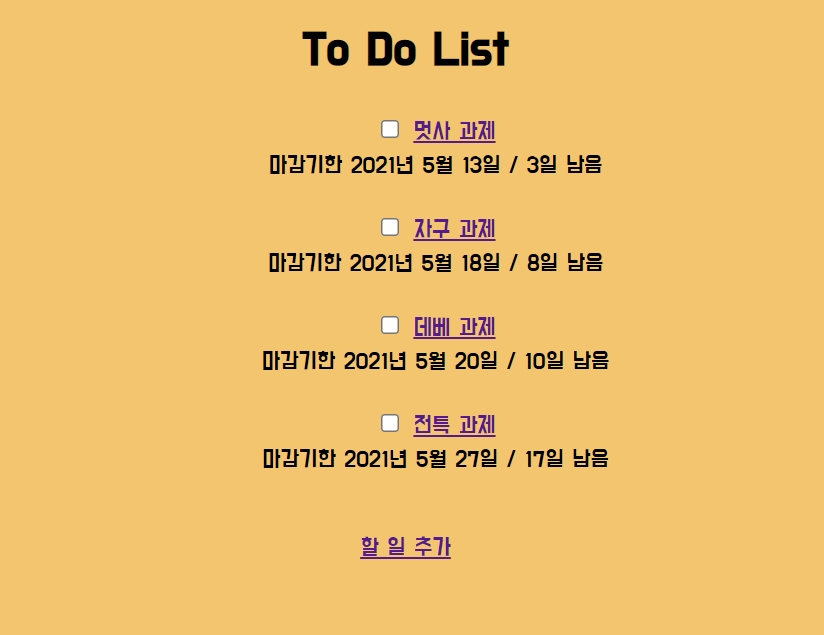 To Do List
멋사 과제
마감기한 2021년 5월 13일 / 3일 남음
자구 과제
마감기한 2021년 5월 18일 / 8일 남음
데베 과제
마감기한 2021년 5월 20일 / 10일 남음
전특 과제
마감기한 2021년 5월 27일 / 17일 남음
할 일 추가